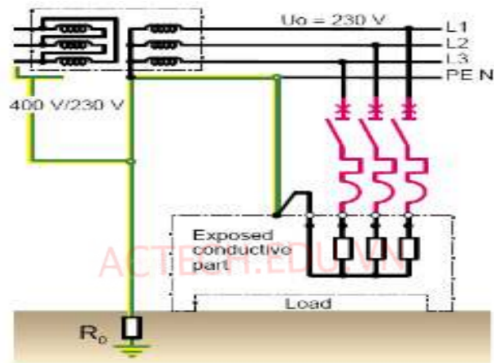 Uo = 230 V
L1
L2
L3
PE N
400 V/230 V
Exposed
conductive
part
ACTECH.EDU.VN
Load
R₀